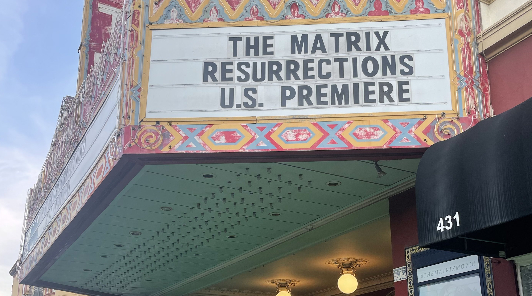 THE MATRIX
RESURRECTIONS
U.S. PREMIERE
431